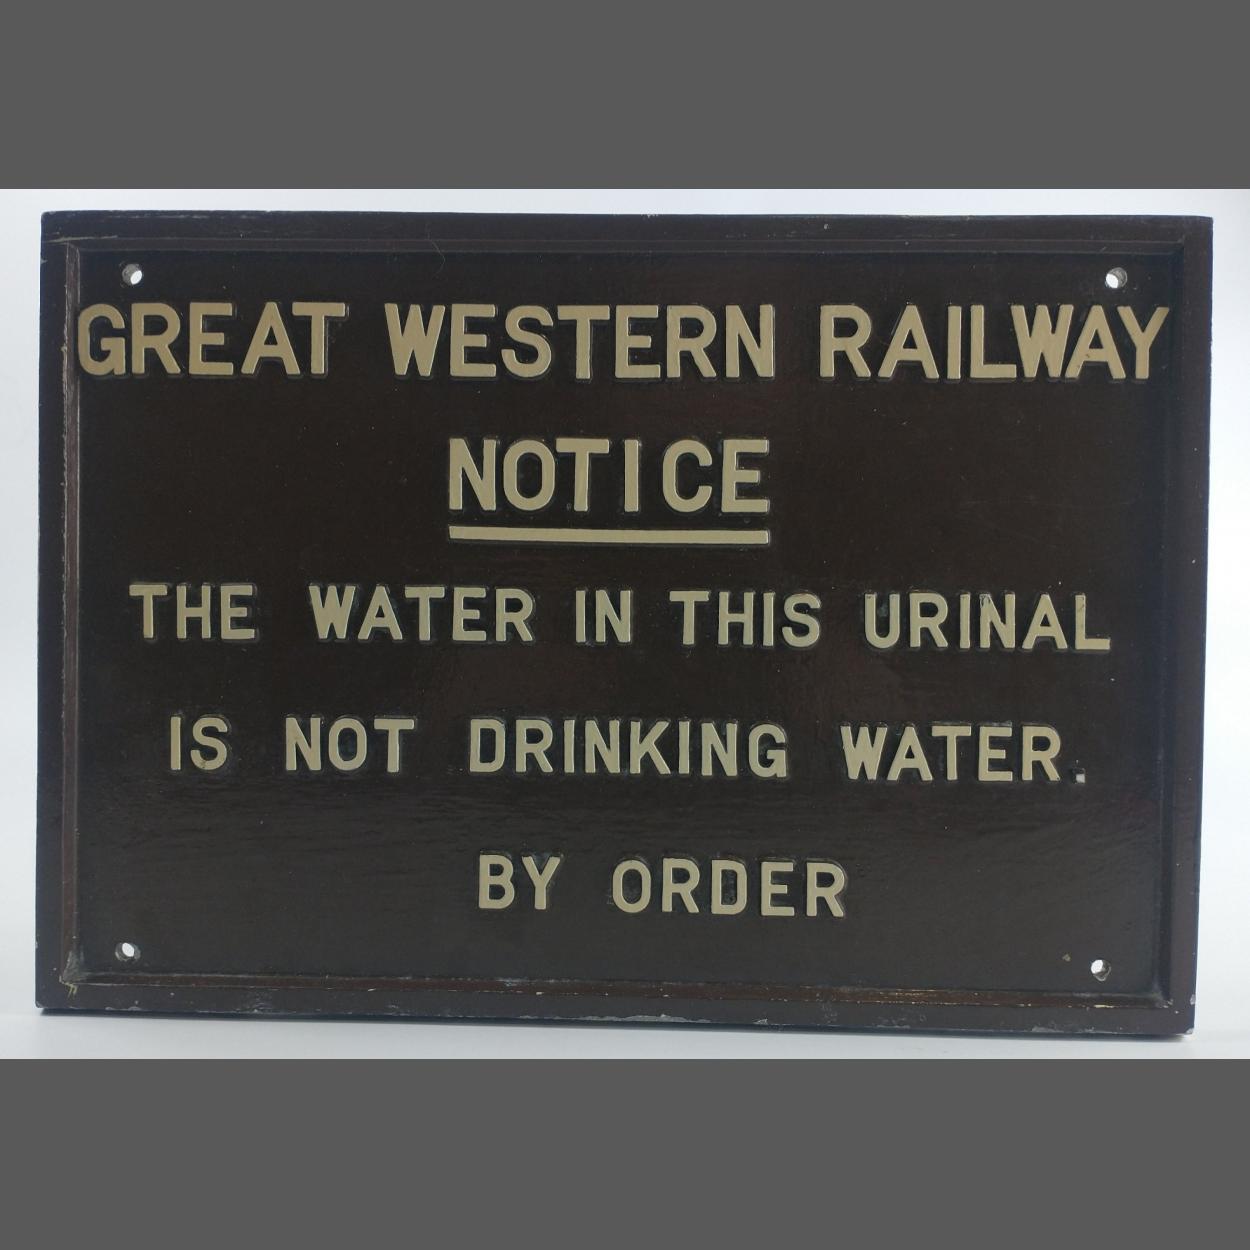 GREAT WESTERN RAILWAY
NOTICE
THE WATER IN THIS URINAL
IS NOT DRINKING WATER.
BY ORDER